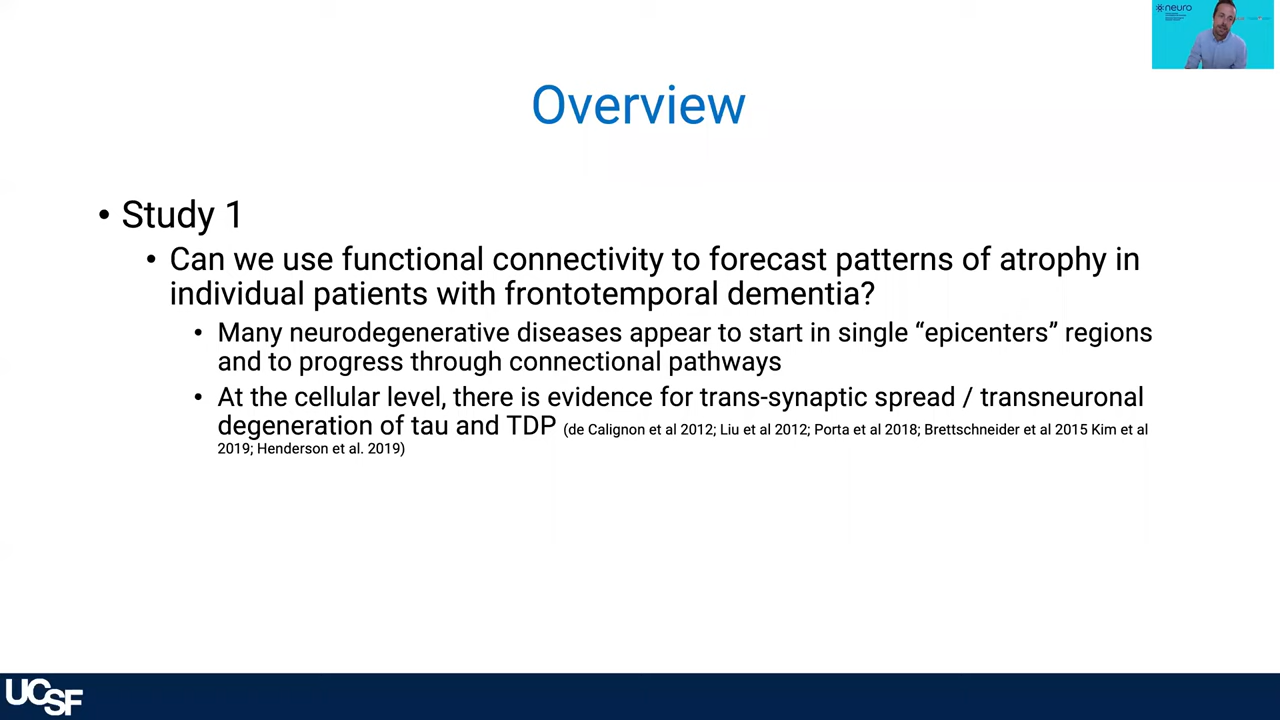 neuro
Overview
• Study 1
• Can we use functional connectivity to forecast patterns of atrophy in
individual patients with frontotemporal dementia?
• Many neurodegenerative diseases appear to start in single “epicenters” regions
and to progress through connectional pathways
• At the cellular level, there is evidence for trans-synaptic spread / transneuronal
degeneration of tau and TDP (de Calignon et al 2012; Liu et al 2012; Porta et al 2018; Brettschneider et al 2015 Kim et al
2019; Henderson et al. 2019)
UCSF